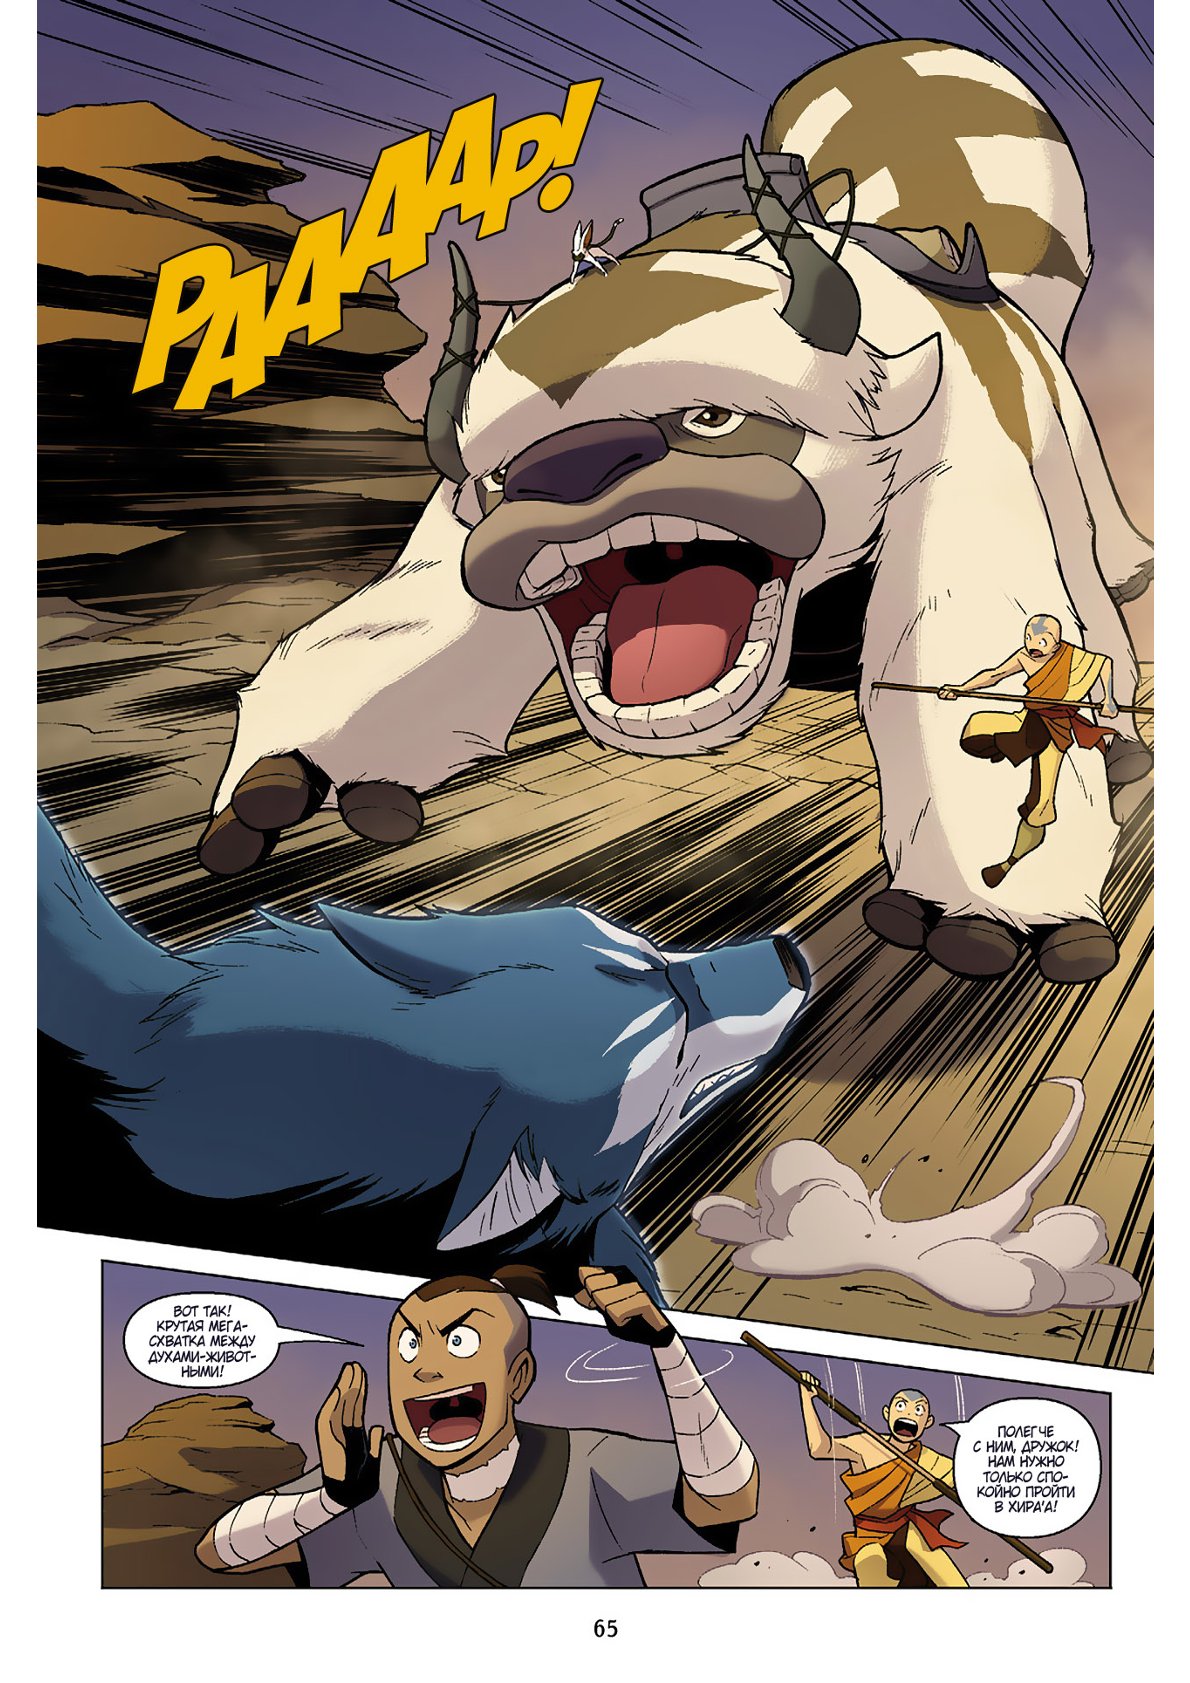 РААААААР!
ВОТ ТАК!
КРУТАЯ МЕГА-
СХВАТКА МЕЖДУ
ДУХАМИ-ЖИВОТ-
НЫМИ!
ПОЛЕГЧЕ
С НИМ, ДРУЖОК!
НАМ НУЖНО
ТОЛЬКО СПО-
КОЙНО ПРОЙТИ
В ХИРА'А!
65